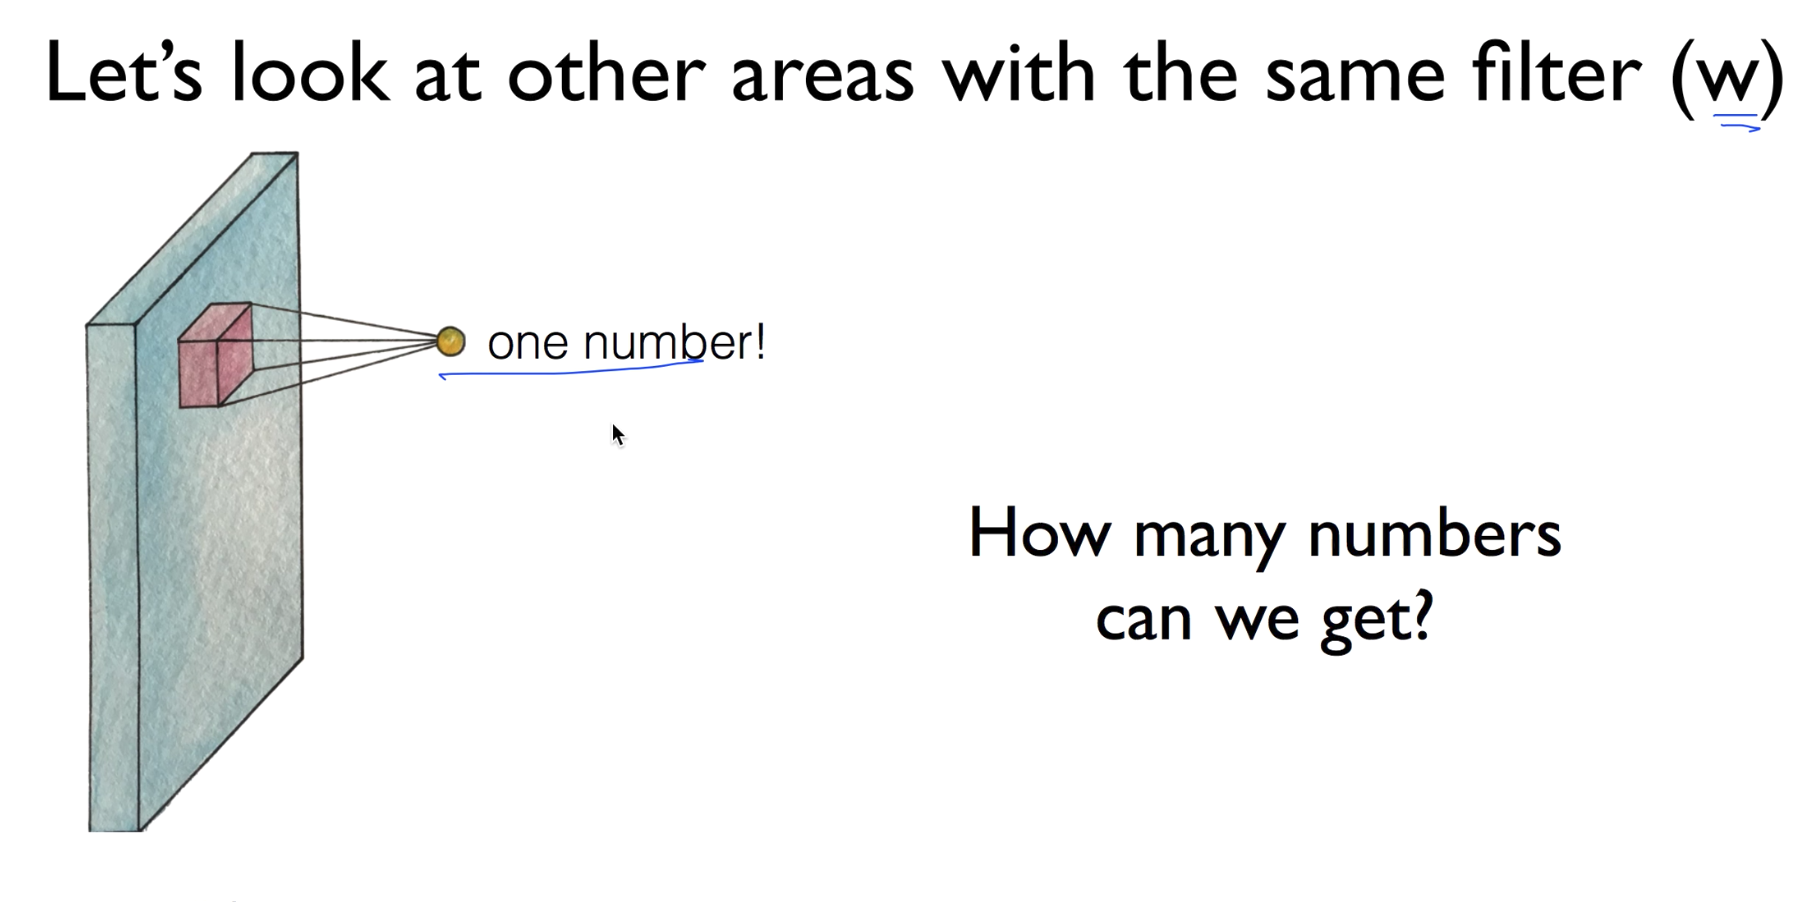 Let’s look at other areas with the same filter (w)
one number!
How many numbers
can we get?